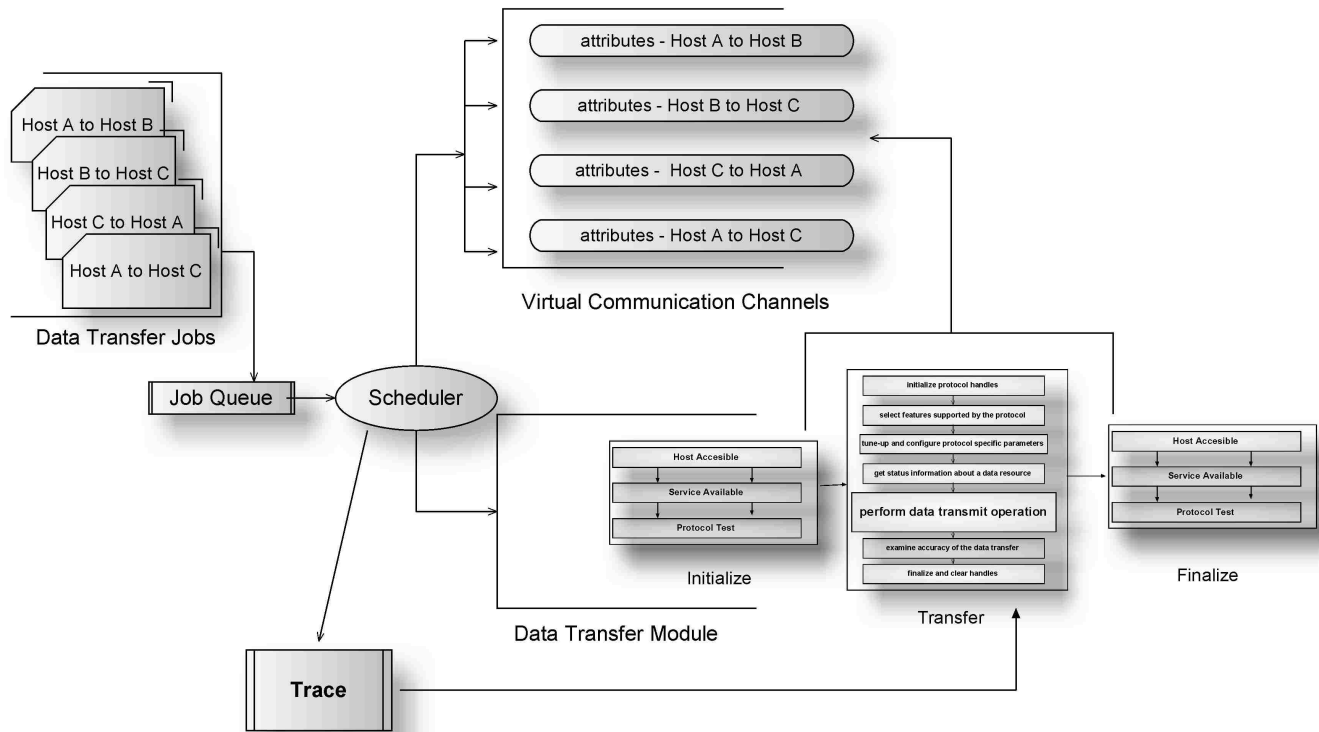 Host A to Host B
Host B to Host C
Host C to Host A
Host A to Host C
Data Transfer Jobs
Job Queue
Scheduler
attributes - Host A to Host B
attributes - Host B to Host C
attributes -  Host C to Host A
attributes - Host A to Host C
Virtual Communication Channels
Host Accesible
Service Available
Protocol Test
Initialize
initialize protocol handles
select features supported by the protocol
tune-up and configure protocol specific parameters
get status information about a data resource
perform data transmit operation
examine accuracy of the data transfer
finalize and clear handles
Transfer
Host Accesible
Service Available
Protocol Test
Finalize
Data Transfer Module
Trace